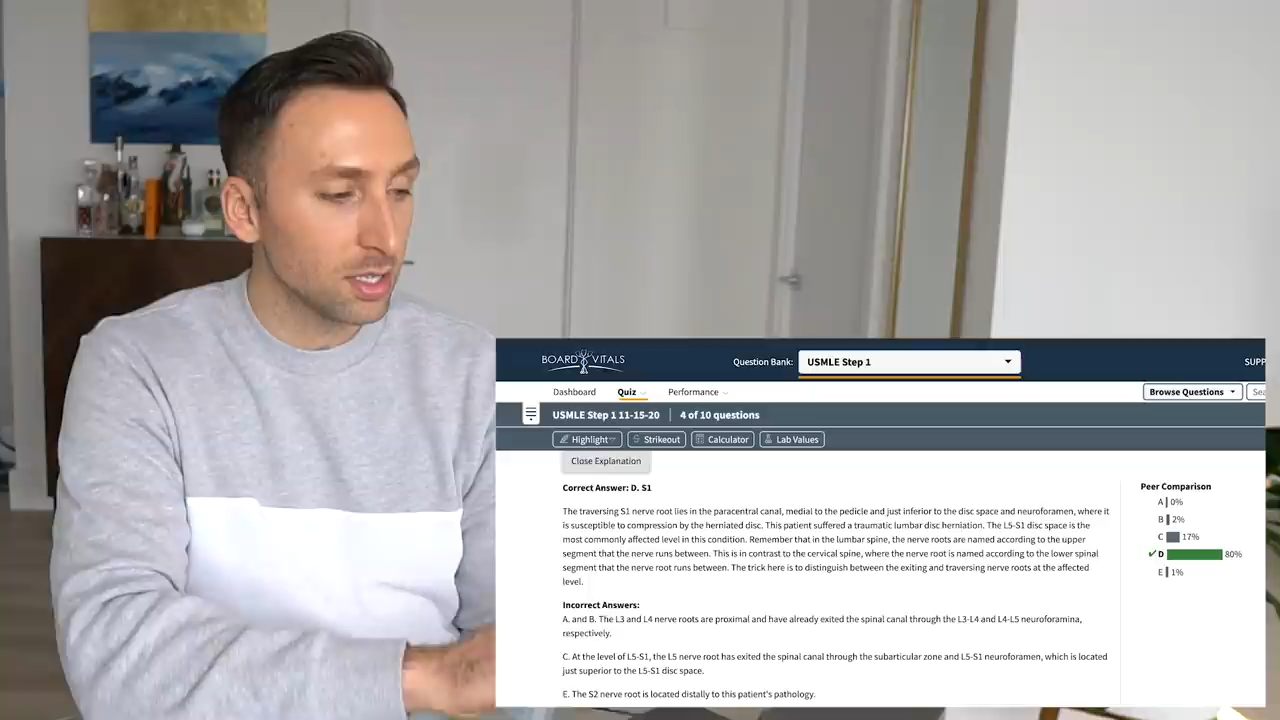 BOARD VITALS
Question Bank:
USMLE Step 1
SUPP
Dashboard
Quiz
Performance
Browse Questions
Sea
USMLE Step 1 11-15-20
4 of 10 questions
Highlight
Strikeout
Calculator
Lab Values
Close Explanation
Correct Answer: D. S1
The traversing S1 nerve root lies in the paracentral canal, medial to the pedicle and just inferior to the disc space and neuroforamen, where it
is susceptible to compression by the herniated disc. This patient suffered a traumatic lumbar disc herniation. The L5-S1 disc space is the
most commonly affected level in this condition. Remember that in the lumbar spine, the nerve roots are named according to the upper
segment that the nerve runs between. This is in contrast to the cervical spine, where the nerve root is named according to the lower spinal
segment that the nerve root runs between. The trick here is to distinguish between the exiting and traversing nerve roots at the affected
level.
Incorrect Answers:
A. and B. The L3 and L4 nerve roots are proximal and have already exited the spinal canal through the L3-L4 and L4-L5 neuroforamina,
respectively.
C. At the level of L5-S1, the L5 nerve root has exited the spinal canal through the subarticular zone and L5-S1 neuroforamen, which is located
just superior to the L5-S1 disc space.
E. The S2 nerve root is located distally to this patient's pathology.
Peer Comparison
A 0%
B 2%
C 17%
D 80%
E 1%